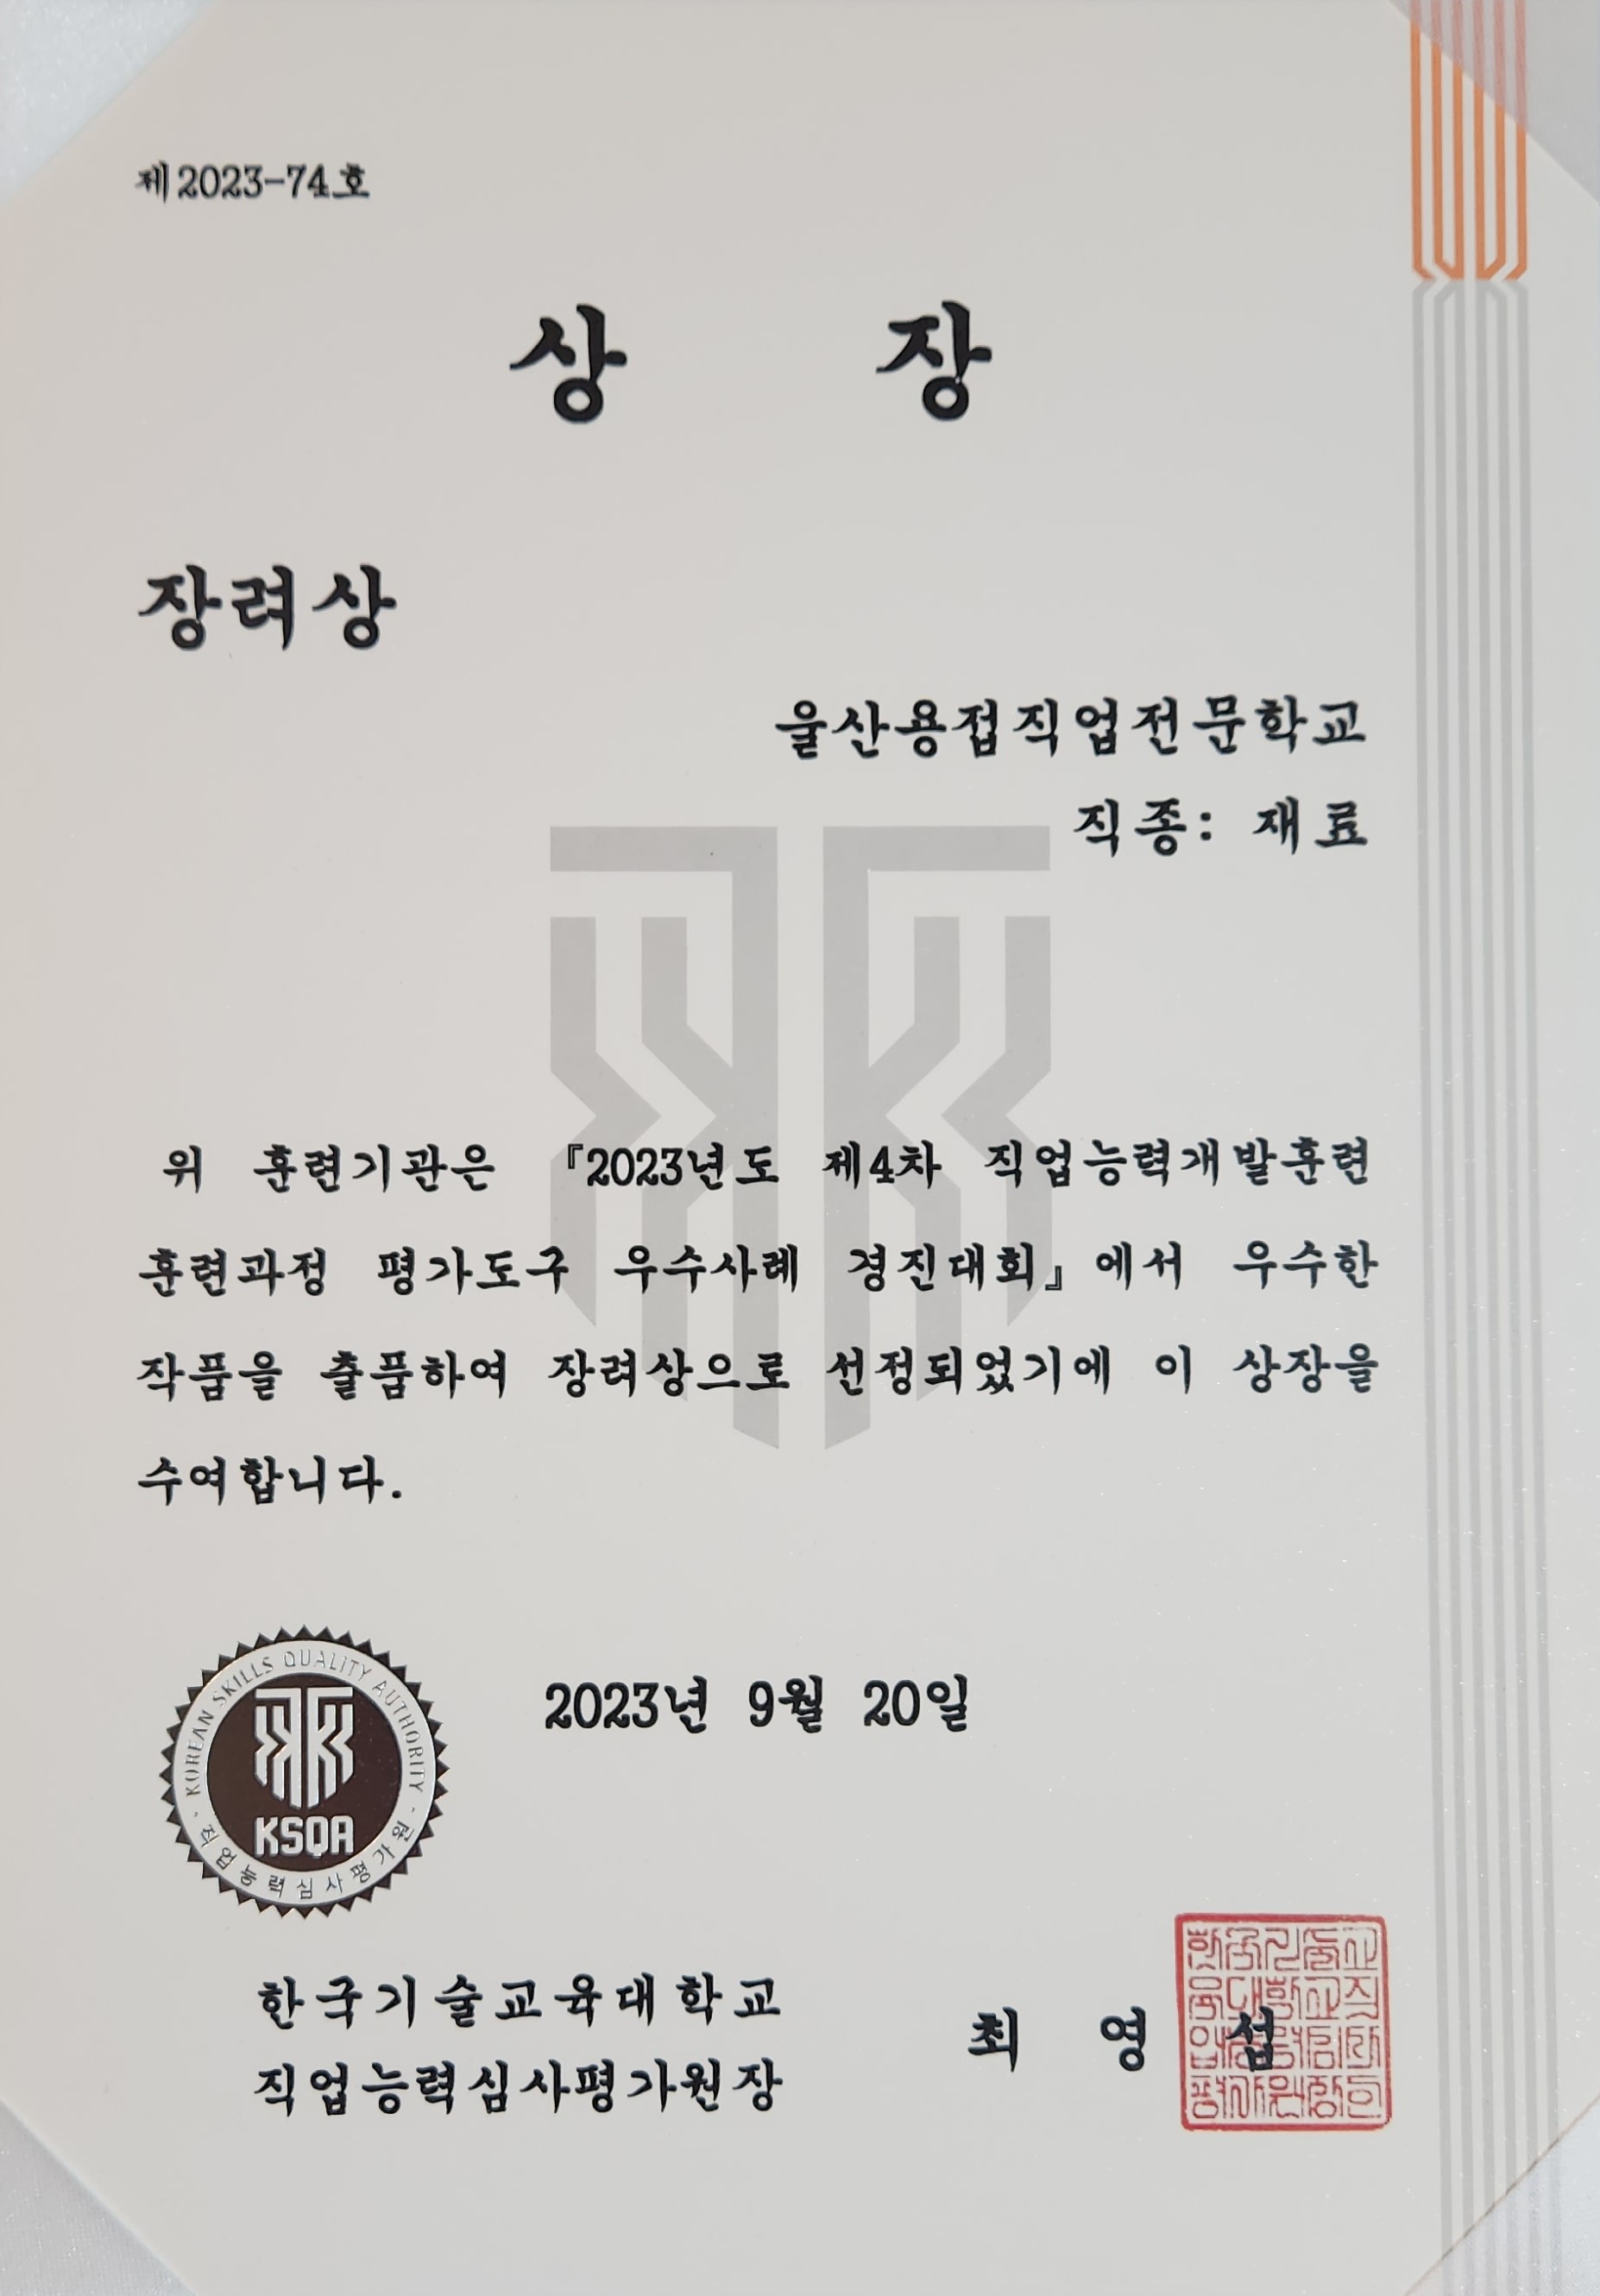 제2023-74호
상 장
장려상
울산용접직업전문학교
직종: 재료
위 훈련기관은 『2023년도 제4차 직업능력개발훈련
훈련과정 평가도구 우수사례 경진대회』에서 우수한
작품을 출품하여 장려상으로 선정되었기에 이 상장을
수여합니다.
2023년 9월 20일
KOREAN SKILLS QUALITY AUTHORITY
KSQA
직업능력심사평가원
한국기술교육대학교
직업능력심사평가원장
최 영 섭